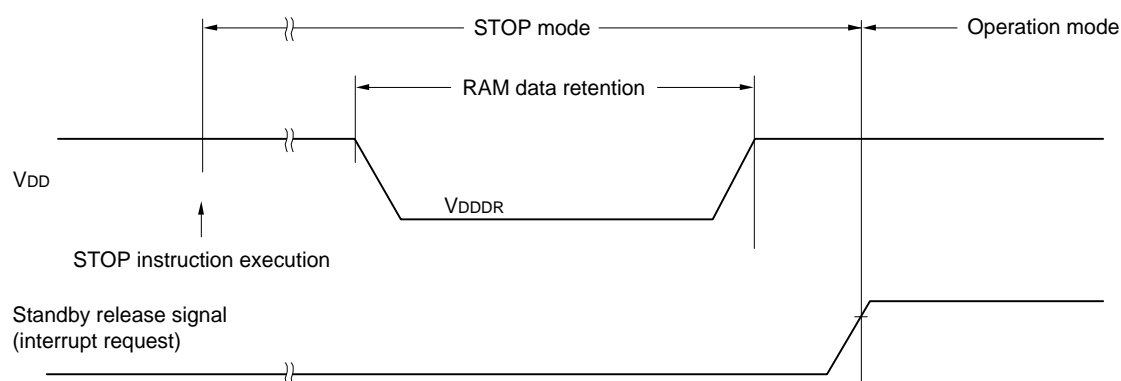 STOP mode
Operation mode
RAM data retention
VDD
VDDDR
STOP instruction execution
Standby release signal
(interrupt request)